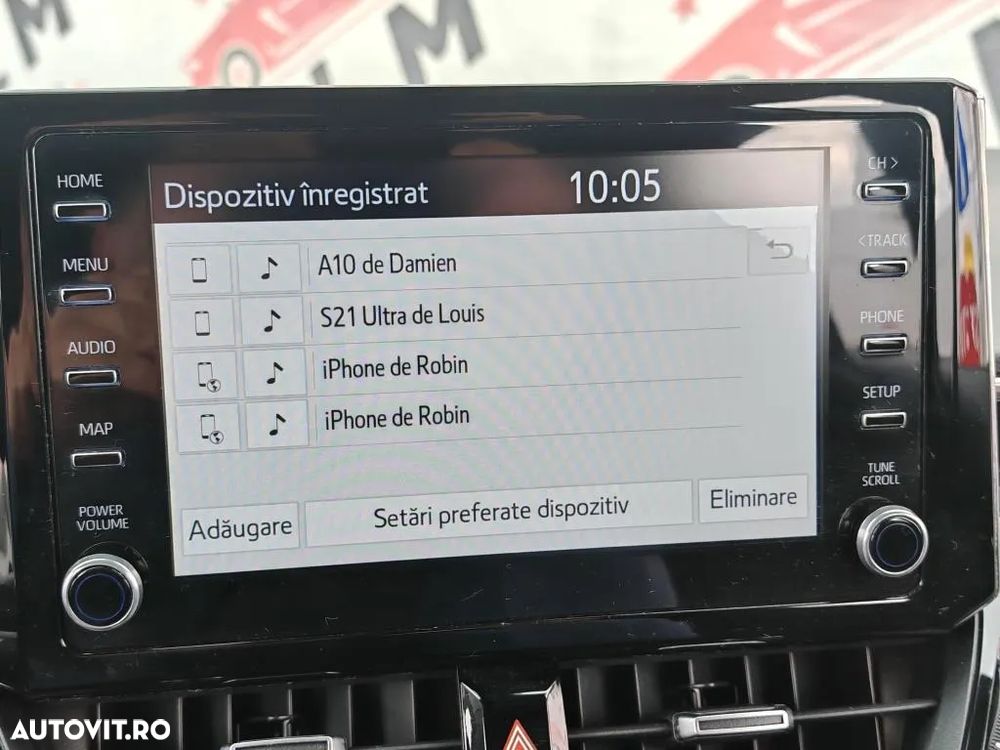 M
M
HOME
MENU
AUDIO
MAP
POWER
VOLUME
Dispozitiv înregistrat
10:05
A10 de Damien
S21 Ultra de Louis
iPhone de Robin
iPhone de Robin
Adăugare
Setări preferate dispozitiv
Eliminare
CH >
< TRACK
PHONE
SETUP
TUNE
SCROLL
AUTOVIT.RO